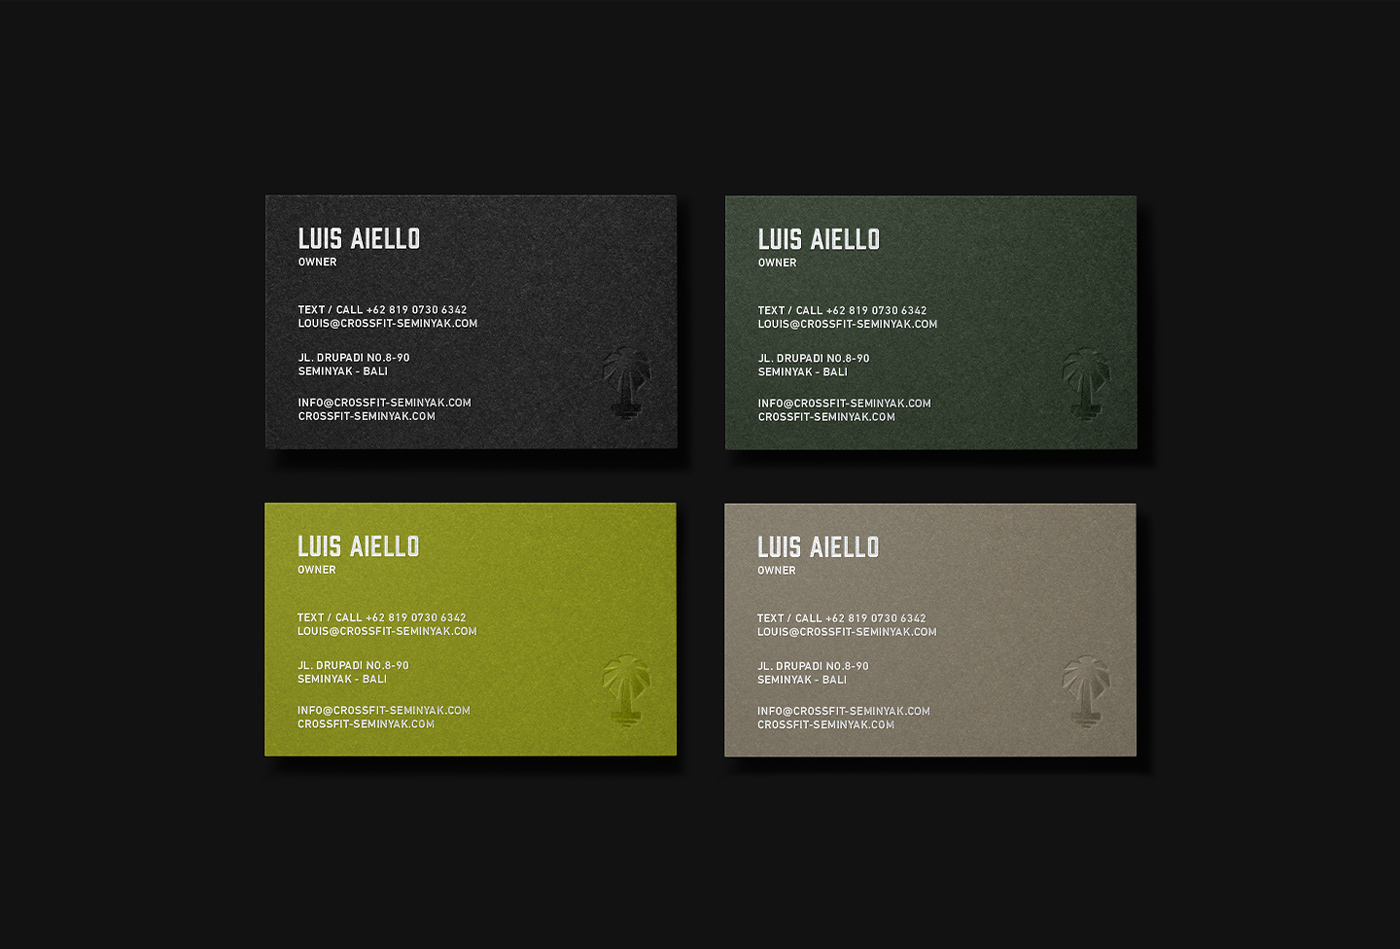 LUIS AIELLO
OWNER
TEXT / CALL +62 819 0730 6342
LOUIS@CROSSFIT-SEMINYAK.COM
JL. DRUPADI NO.8-90
SEMINYAK - BALI
INFO@CROSSFIT-SEMINYAK.COM
CROSSFIT-SEMINYAK.COM
LUIS AIELLO
OWNER
TEXT / CALL +62 819 0730 6342
LOUIS@CROSSFIT-SEMINYAK.COM
JL. DRUPADI NO.8-90
SEMINYAK - BALI
INFO@CROSSFIT-SEMINYAK.COM
CROSSFIT-SEMINYAK.COM
LUIS AIELLO
OWNER
TEXT / CALL +62 819 0730 6342
LOUIS@CROSSFIT-SEMINYAK.COM
JL. DRUPADI NO.8-90
SEMINYAK - BALI
INFO@CROSSFIT-SEMINYAK.COM
CROSSFIT-SEMINYAK.COM
LUIS AIELLO
OWNER
TEXT / CALL +62 819 0730 6342
LOUIS@CROSSFIT-SEMINYAK.COM
JL. DRUPADI NO.8-90
SEMINYAK - BALI
INFO@CROSSFIT-SEMINYAK.COM
CROSSFIT-SEMINYAK.COM